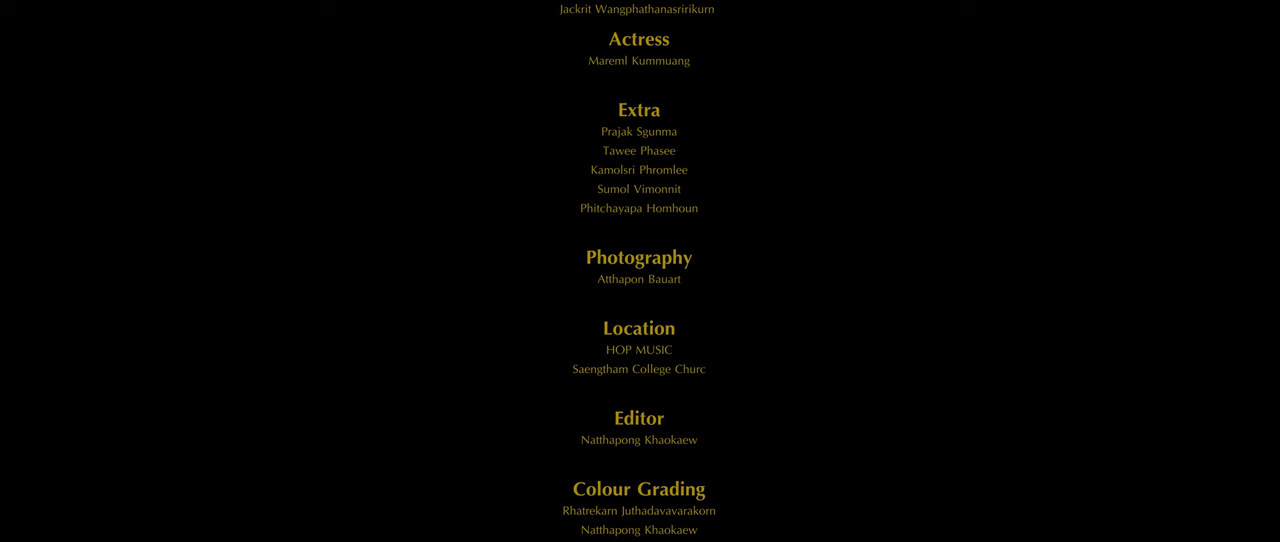 Jackrit Wangphathanasririkurn
Actress
Mareml Kummuang
Extra
Prajak Sgunma
Tawee Phasee
Kamolsri Phromlee
Sumol Vimonnit
Phitchayapa Homhoun
Photography
Atthapon Bauart
Location
HOP MUSIC
Saengtham College Churc
Editor
Natthapong Khaokaew
Colour Grading
Rhatrekarn Juthadavavarakorn
Natthapong Khaokaew